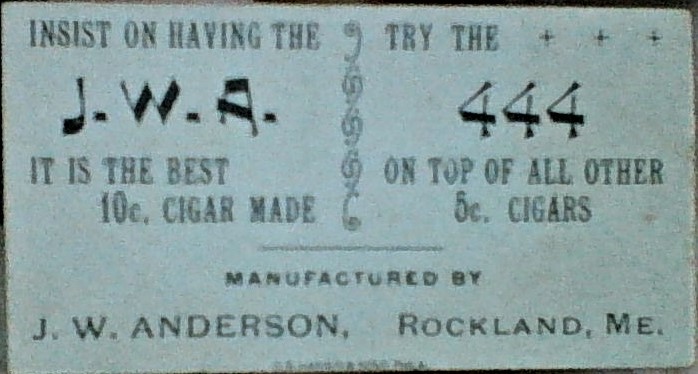 INSIST ON HAVING THE
J. W. A.
IT IS THE BEST
10c. CIGAR MADE
TRY THE + + +
444
ON TOP OF ALL OTHER
5c. CIGARS
MANUFACTURED BY
J. W. ANDERSON, ROCKLAND, ME.